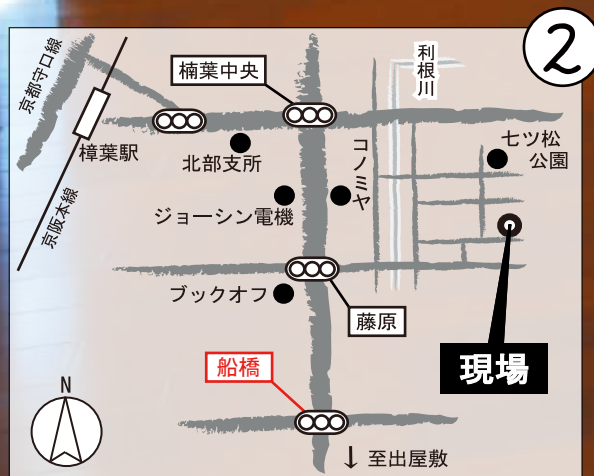 ②
京都守口線
樟葉駅
京阪本線
楠葉中央
北部支所
ジョーシン電機
コノミヤ
利根川
七ツ松
公園
ブックオフ
藤原
現場
船橋
N
↓至出屋敷